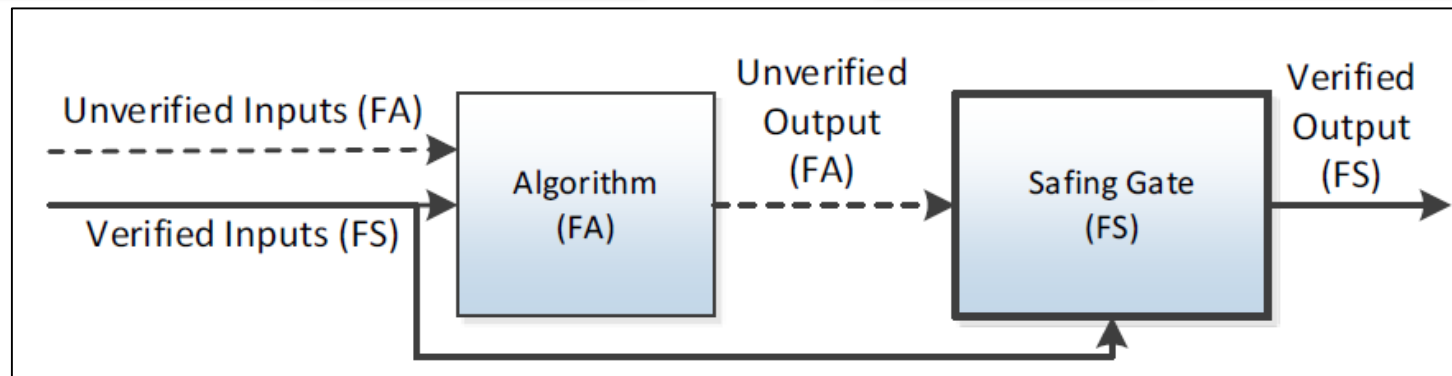 Unverified Inputs (FA)
Verified Inputs (FS)
Algorithm
(FA)
Unverified
Output
(FA)
Safing Gate
(FS)
Verified
Output
(FS)